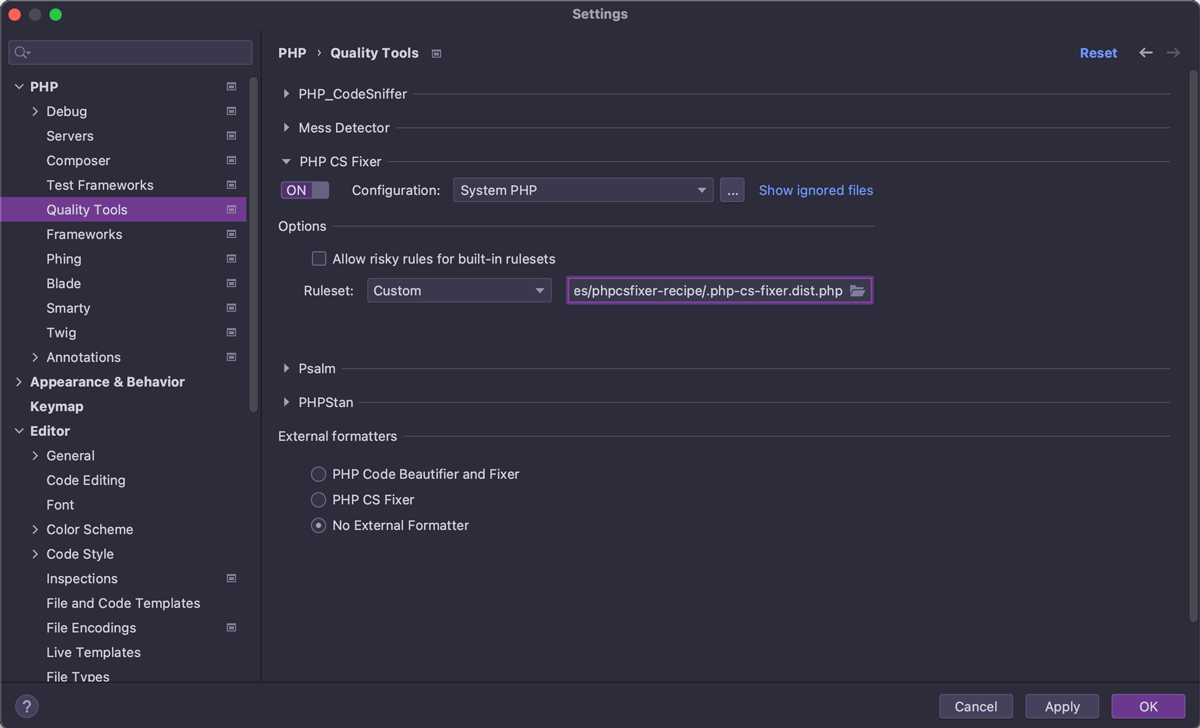 Settings
PHP
Debug
Servers
Composer
Test Frameworks
Quality Tools
Frameworks
Phing
Blade
Smarty
Twig
Annotations
Appearance & Behavior
Keymap
Editor
General
Code Editing
Font
Color Scheme
Code Style
Inspections
File and Code Templates
File Encodings
Live Templates
File Types
PHP › Quality Tools
Reset
PHP_CodeSniffer
Mess Detector
PHP CS Fixer
ON Configuration: System PHP ... Show ignored files
Options
Allow risky rules for built-in rulesets
Ruleset: Custom es/phpcsfixer-recipe/.php-cs-fixer.dist.php
Psalm
PHPStan
External formatters
PHP Code Beautifier and Fixer
PHP CS Fixer
No External Formatter
? Cancel Apply OK